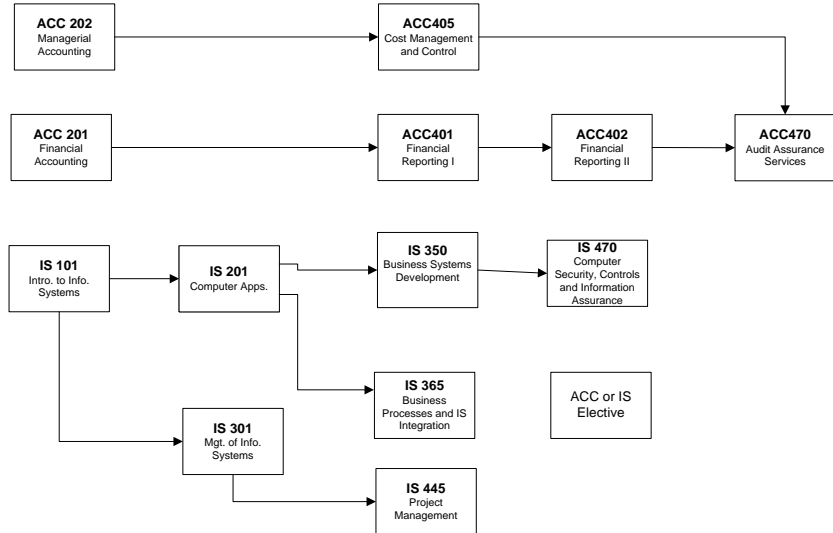 ACC 202
Managerial
Accounting
ACC405
Cost Management
and Control
ACC 201
Financial
Accounting
ACC401
Financial
Reporting I
ACC402
Financial
Reporting II
ACC470
Audit Assurance
Services
IS 101
Intro. to Info.
Systems
IS 201
Computer Apps.
IS 350
Business Systems
Development
IS 470
Computer
Security, Controls
and Information
Assurance
IS 365
Business
Processes and IS
Integration
ACC or IS
Elective
IS 301
Mgt. of Info.
Systems
IS 445
Project
Management